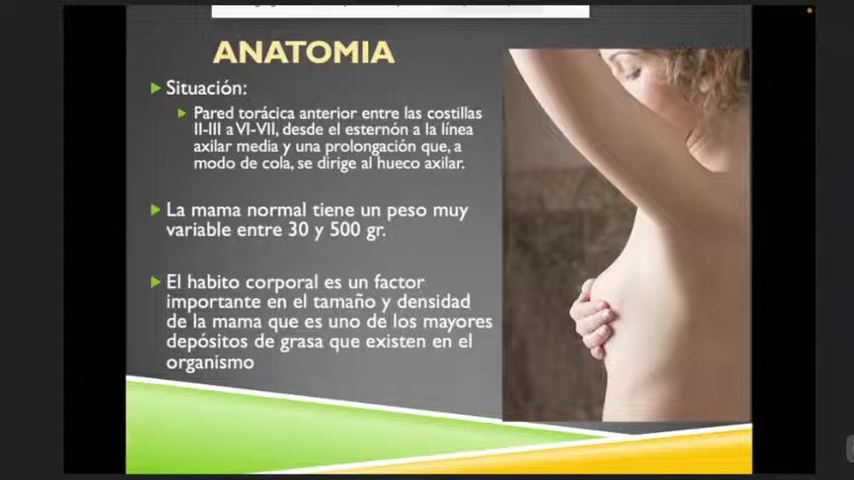 ANATOMIA
Situación:
Pared torácica anterior entre las costillas
II-III a VI-VII, desde el esternón a la línea
axilar media y una prolongación que, a
modo de cola, se dirige al hueco axilar.
La mama normal tiene un peso muy
variable entre 30 y 500 gr.
El habito corporal es un factor
importante en el tamaño y densidad
de la mama que es uno de los mayores
depósitos de grasa que existen en el
organismo